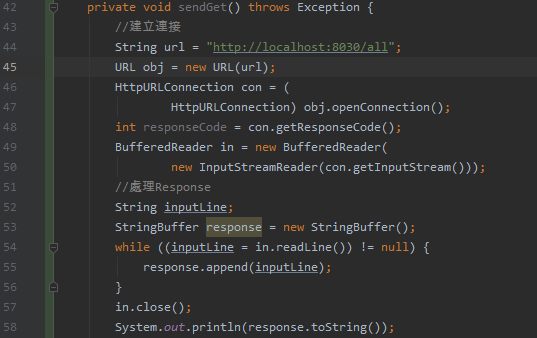 42 private void sendGet() throws Exception {
43 //建立連接
44 String url = "http://localhost:8030/all";
45 URL obj = new URL(url);
46 HttpURLConnection con = (
47 HttpURLConnection) obj.openConnection();
48 int responseCode = con.getResponseCode();
49 BufferedReader in = new BufferedReader(
50 new InputStreamReader(con.getInputStream()));
51 //處理Response
52 String inputLine;
53 StringBuffer response = new StringBuffer();
54 while ((inputLine = in.readLine()) != null) {
55 response.append(inputLine);
56 }
57 in.close();
58 System.out.println(response.toString());